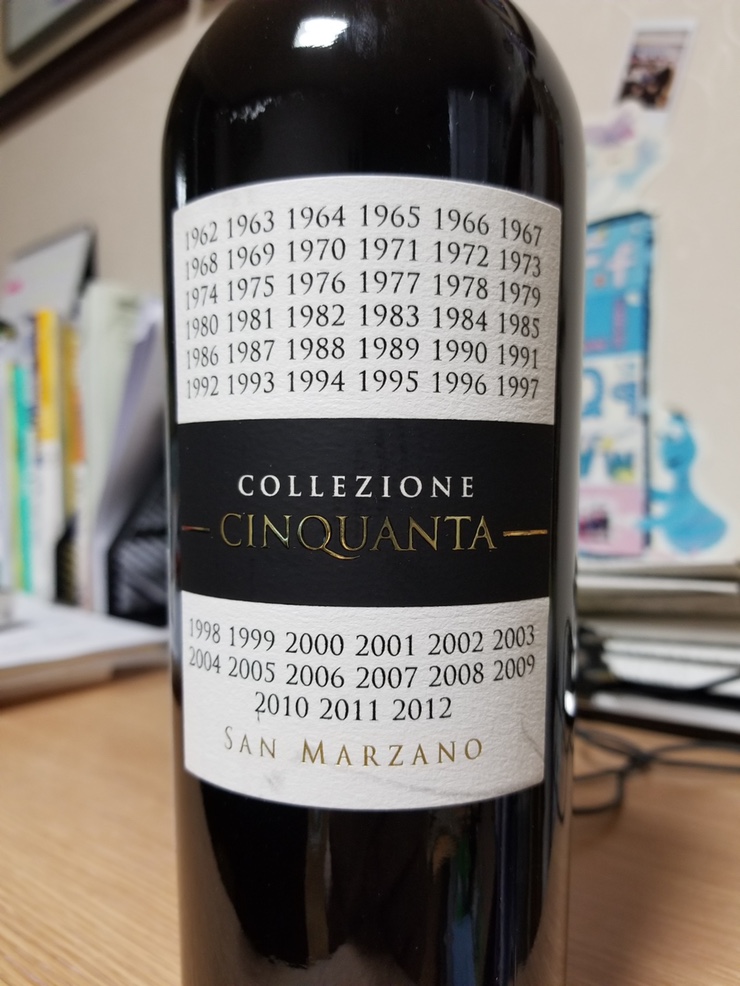 1962 1963 1964 1965 1966 1967
1968 1969 1970 1971 1972 1973
1974 1975 1976 1977 1978 1979
1980 1981 1982 1983 1984 1985
1986 1987 1988 1989 1990 1991
1992 1993 1994 1995 1996 1997
COLLEZIONE
CINQUANTA
1998 1999 2000 2001 2002 2003
2004 2005 2006 2007 2008 2009
2010 2011 2012
SAN MARZANO